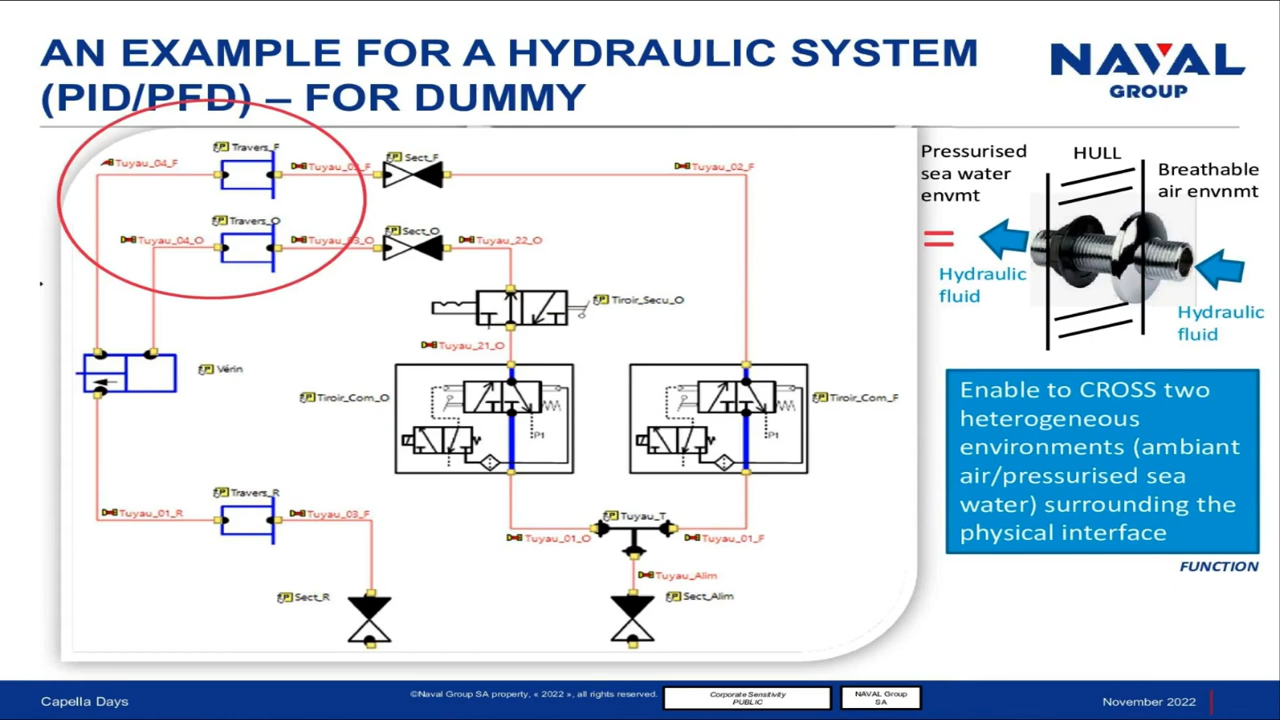 AN EXAMPLE FOR A HYDRAULIC SYSTEM
(PID/PFD) – FOR DUMMY
NAVAL
GROUP
Travers_F
Tuyau_04_F
Sect_F
Tuyau_02_F
Travers_O
Tuyau_04_O
Sect_O
Tuyau_22_O
Tiroir_Secu_O
Tuyau_21_O
Vérin
Tiroir_Com_O
P1
Tiroir_Com_F
P1
Travers_R
Tuyau_01_R
Tuyau_03_F
Tuyau_T
Tuyau_01_O
Tuyau_01_F
Tuyau_Alim
Sect_R
Sect_Alim
Pressurised
sea water
envmt
HULL
Breathable
air envnmt
=
Hydraulic
fluid
Hydraulic
fluid
Enable to CROSS two
heterogeneous
environments (ambiant
air/pressurised sea
water) surrounding the
physical interface
FUNCTION
Capella Days
©Naval Group SA property, « 2022 », all rights reserved.
Corporate Sensitivity
PUBLIC
NAVAL Group
SA
November 2022